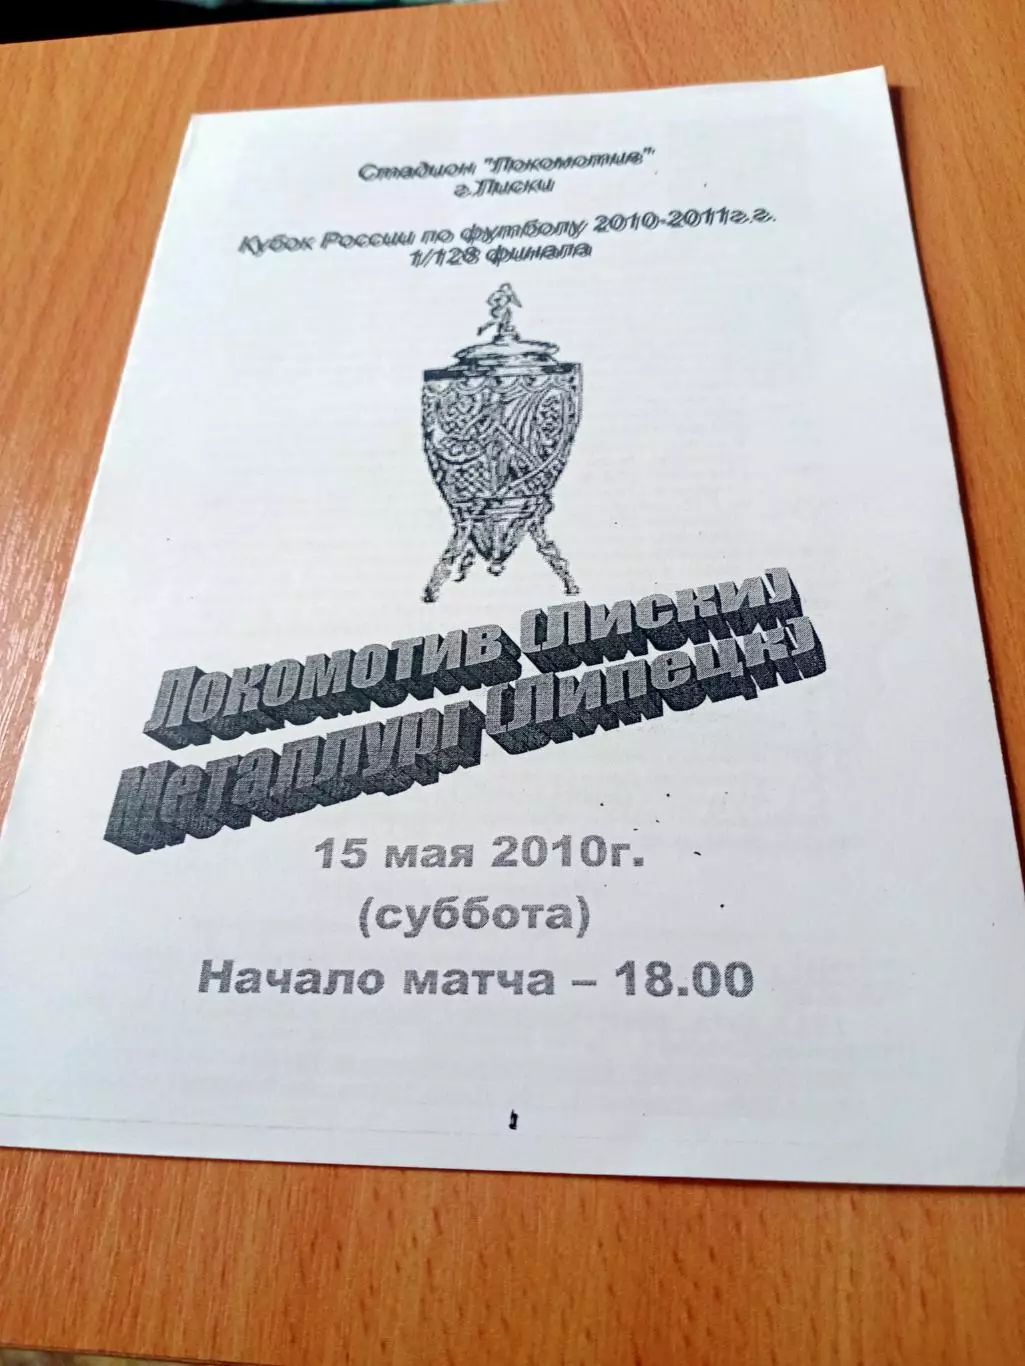 Стадион "Локомотив"
г.Лиски
Кубок России по футболу 2010-2011г.г.
1/128 финала
Локомотив (Лиски)
Металлург (Липецк)
15 мая 2010г.
(суббота)
Начало матча – 18.00
1